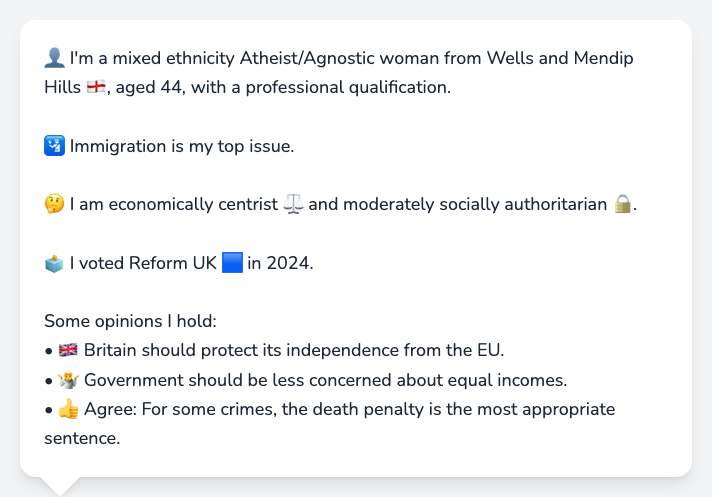 👤 I'm a mixed ethnicity Atheist/Agnostic woman from Wells and Mendip
Hills 🏴󠁧󠁢󠁥󠁮󠁧󠁿, aged 44, with a professional qualification.
🛂 Immigration is my top issue.
🤔 I am economically centrist ⚖️ and moderately socially authoritarian 🔒.
🗳️ I voted Reform UK 🟦 in 2024.
Some opinions I hold:
• 🇬🇧 Britain should protect its independence from the EU.
• 🤷 Government should be less concerned about equal incomes.
• 👍 Agree: For some crimes, the death penalty is the most appropriate
sentence.